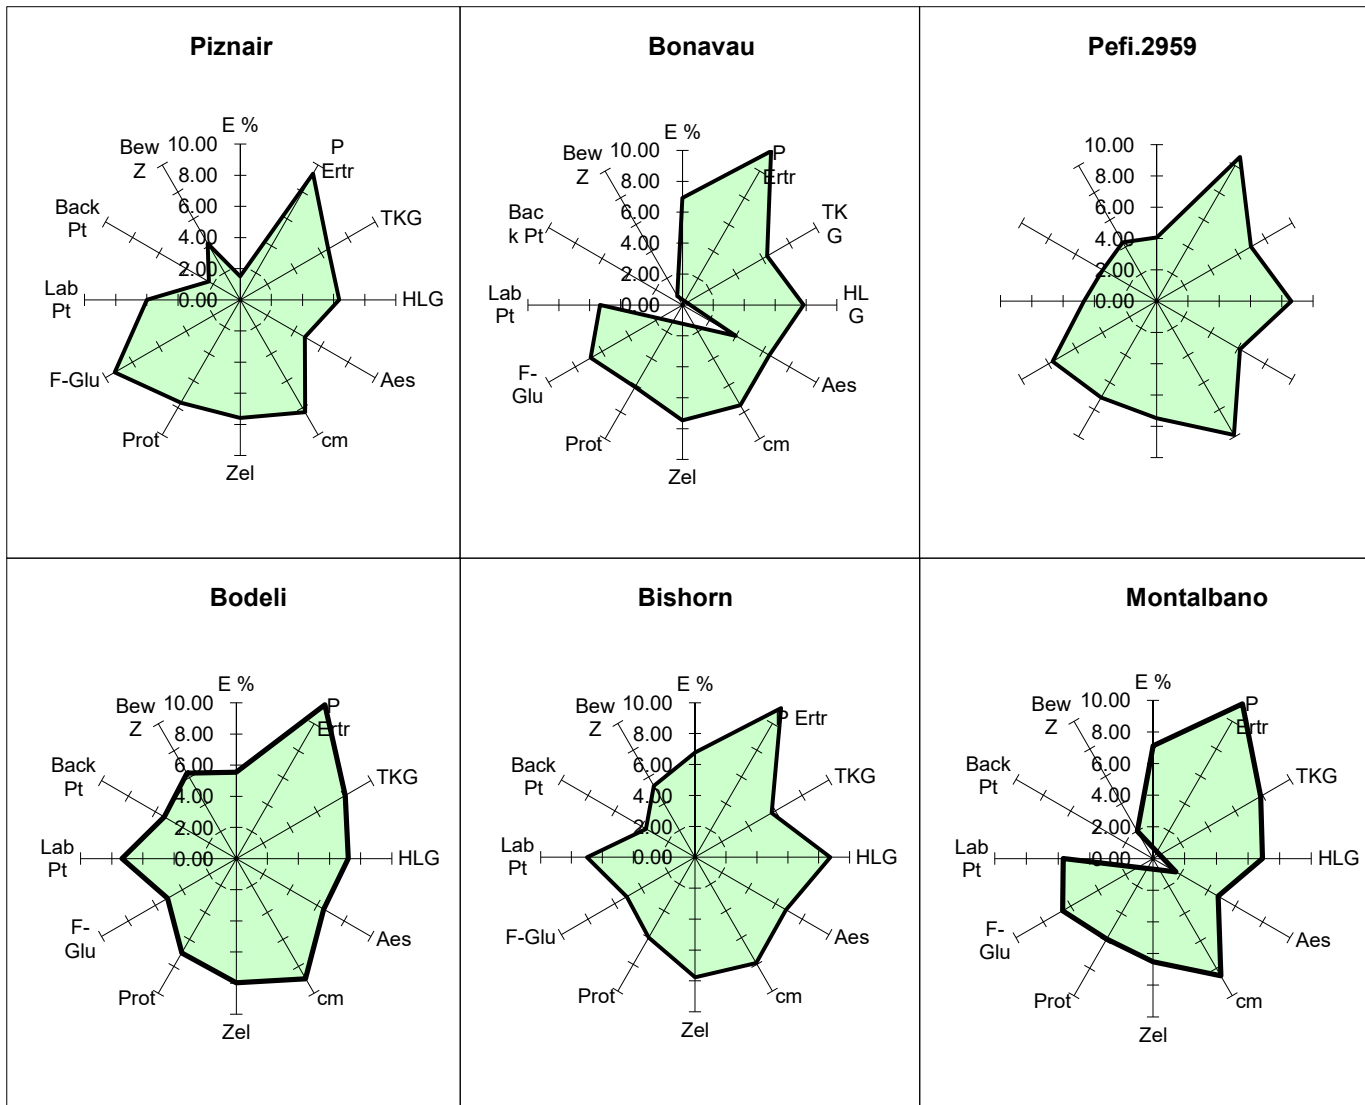 Piznair
E %
10.00
8.00
6.00
4.00
2.00
0.00
P
Ertr
TKG
HLG
Aes
cm
Zel
Prot
F-Glu
Lab
Pt
Back
Pt
Bew
Z
Bonavau
E %
10.00
8.00
6.00
4.00
2.00
0.00
P
Ertr
TK
G
HL
G
Aes
cm
Zel
Prot
F-
Glu
Lab
Pt
Bac
k Pt
Bew
Z
Pefi.2959
10.00
8.00
6.00
4.00
2.00
0.00
Bodeli
E %
10.00
8.00
6.00
4.00
2.00
0.00
P
Ertr
TKG
HLG
Aes
cm
Zel
Prot
F-
Glu
Lab
Pt
Back
Pt
Bew
Z
Bishorn
E %
10.00
8.00
6.00
4.00
2.00
0.00
P Ertr
TKG
HLG
Aes
cm
Zel
Prot
F-Glu
Lab
Pt
Back
Pt
Bew
Z
Montalbano
E %
10.00
8.00
6.00
4.00
2.00
0.00
P
Ertr
TKG
HLG
Aes
cm
Zel
Prot
F-
Glu
Lab
Pt
Back
Pt
Bew
Z